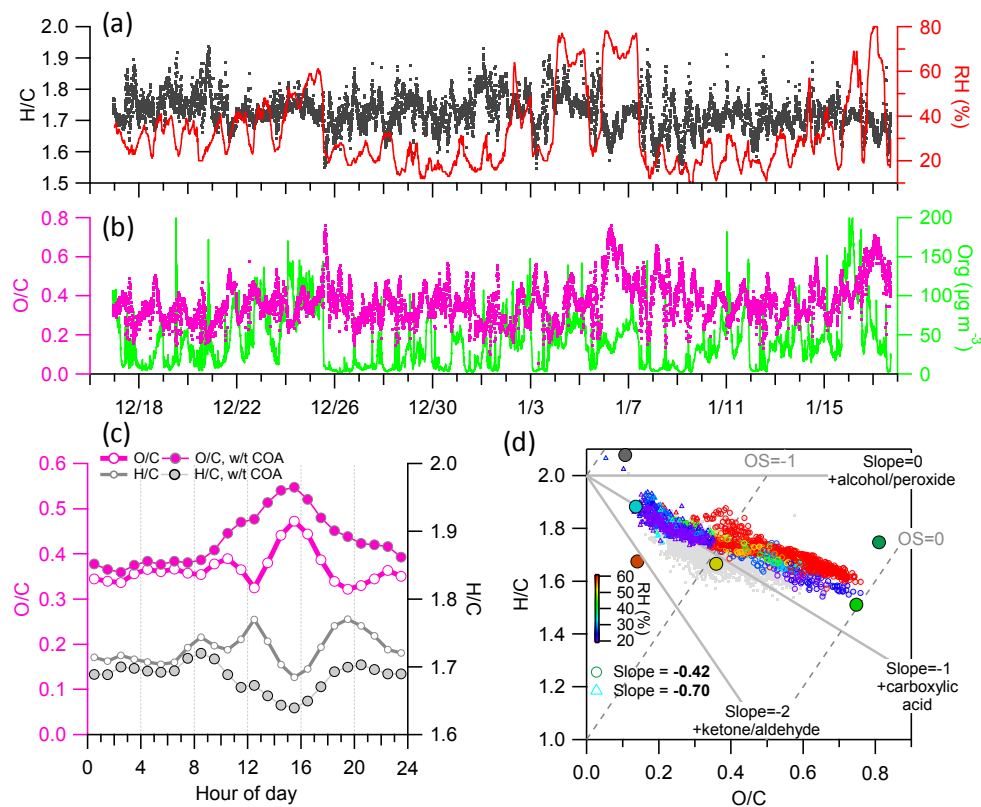 (a)
2.0
1.9
1.8
1.7
1.6
1.5
H/C
80
60
40
20
RH (%)
(b)
0.8
0.6
0.4
0.2
0.0
O/C
200
150
100
50
0
Org (µg m⁻³)
12/18 12/22 12/26 12/30 1/3 1/7 1/11 1/15
(c)
O/C O/C, w/t COA
H/C H/C, w/t COA
0.6
0.5
0.4
0.3
0.2
0.1
0.0
O/C
2.0
1.9
1.8
1.7
1.6
H/C
0 4 8 12 16 20 24
Hour of day
(d)
2.0
1.8
1.6
1.4
1.2
1.0
H/C
OS=-1
Slope=0
+alcohol/peroxide
OS=0
60
50
40
30
20
RH (%)
Slope = -0.42
Slope = -0.70
Slope=-1
+carboxylic
acid
Slope=-2
+ketone/aldehyde
0.0 0.2 0.4 0.6 0.8
O/C